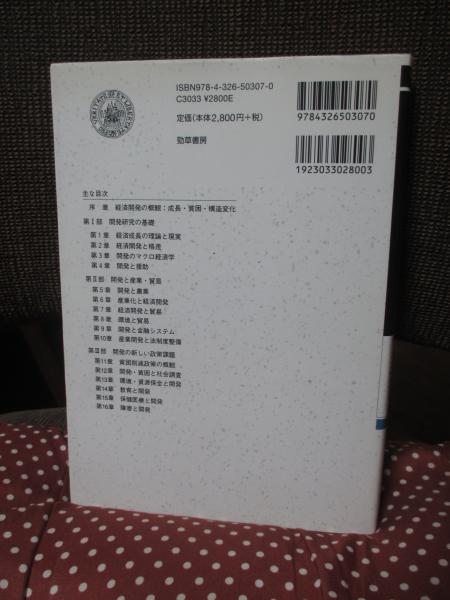 ISBN978-4-326-50307-0
C3033 ¥2800E
定価(本体2,800円+税)
勁草書房
9784326503070
1923033028003
主な目次
序 章 経済開発の概観:成長・貧困・構造変化
第Ⅰ部 開発研究の基礎
第1章 経済成長の理論と現実
第2章 経済開発と格差
第3章 開発のマクロ経済学
第4章 開発と援助
第Ⅱ部 開発と産業・貿易
第5章 開発と農業
第6章 産業化と経済開発
第7章 経済開発と貿易
第8章 環境と貿易
第9章 開発と金融システム
第10章 産業開発と法制度整備
第Ⅲ部 開発の新しい政策課題
第11章 貧困削減政策の概観
第12章 開発・貧困と社会調査
第13章 環境・資源保全と開発
第14章 教育と開発
第15章 保健医療と開発
第16章 障害と開発